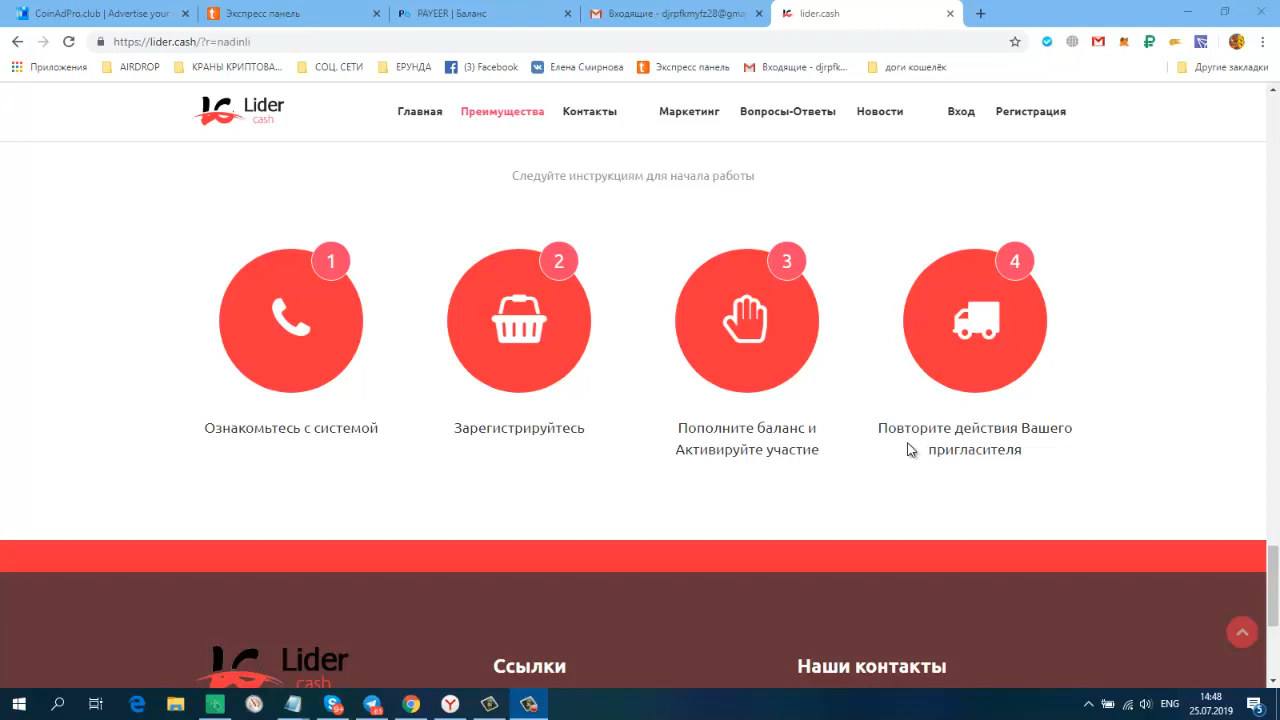 CoinAdPro.club | Advertise your
Экспресс панель
PAYEER | Баланс
Входящие - djrpfkmyfz28@gma
lider.cash
https://lider.cash/?r=nadinli
Приложения
AIRDROP
КРАНЫ КРИПТОВА...
СОЦ. СЕТИ
ЕРУНДА
(3) Facebook
Елена Смирнова
Экспресс панель
Входящие - djrpfk...
доги кошелёк
Другие закладки
Lider
cash
Главная
Преимущества
Контакты
Маркетинг
Вопросы-Ответы
Новости
Вход
Регистрация
Следуйте инструкциям для начала работы
1
2
3
4
Ознакомьтесь с системой
Зарегистрируйтесь
Пополните баланс и
Активируйте участие
Повторите действия Вашего
пригласителя
Lider
cash
Ссылки
Наши контакты
ENG
14:48
25.07.2019